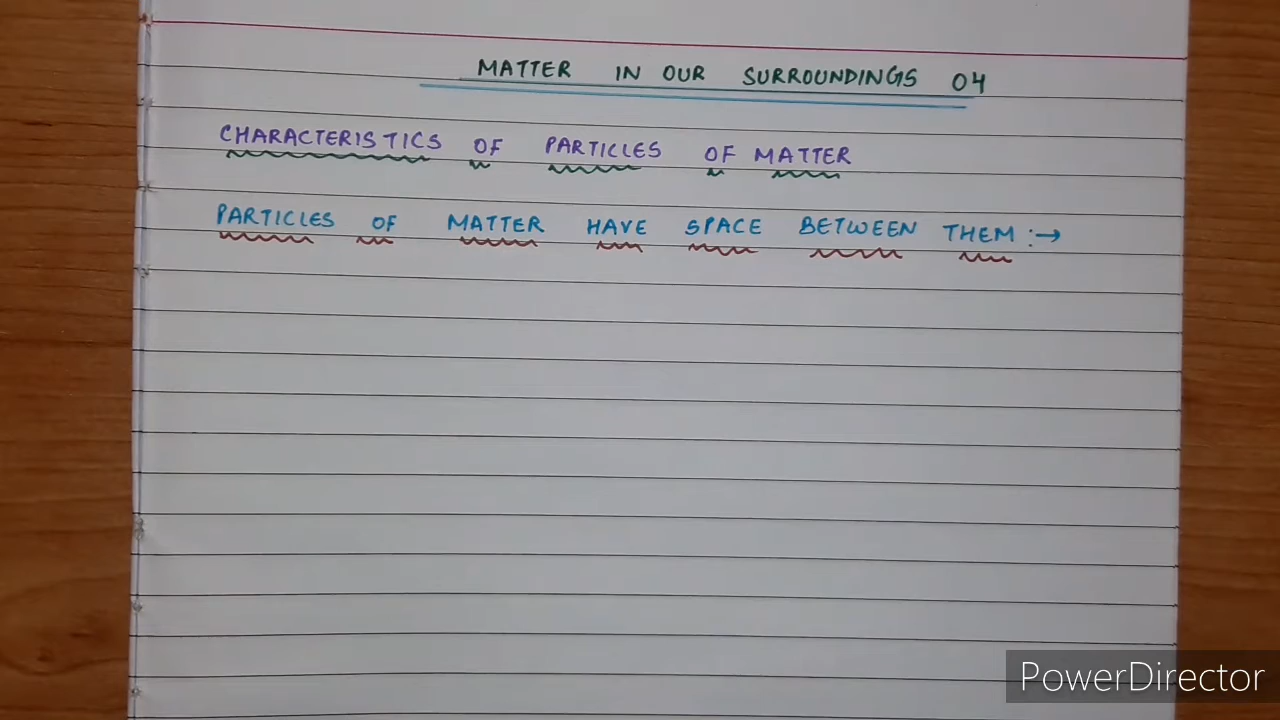 MATTER IN OUR SURROUNDINGS 04
CHARACTERISTICS OF PARTICLES OF MATTER
PARTICLES OF MATTER HAVE SPACE BETWEEN THEM :→
PowerDirector